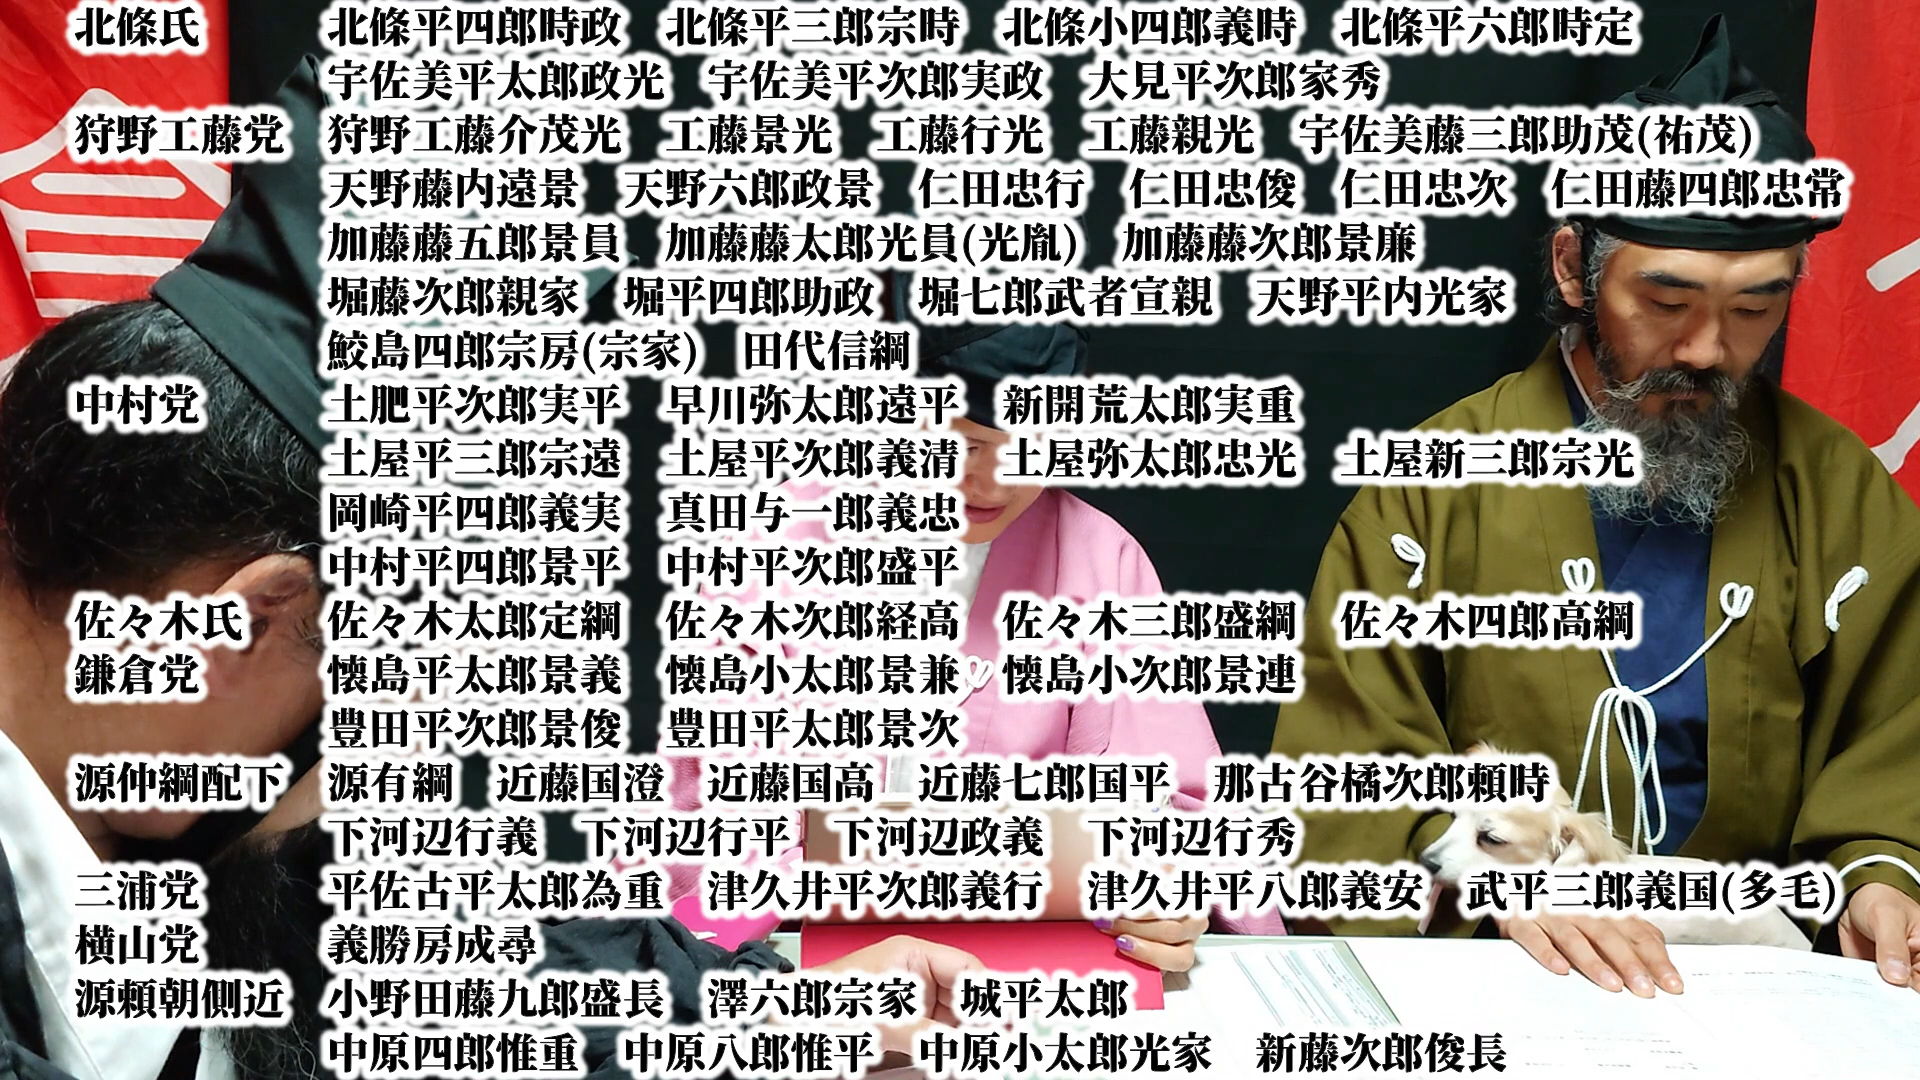 北條氏　北條平四郎時政　北條平三郎宗時　北條小四郎義時　北條平六郎時定
宇佐美平太郎政光　宇佐美平次郎実政　大見平次郎家秀
狩野工藤党　狩野工藤介茂光　工藤景光　工藤行光　工藤親光　宇佐美藤三郎助茂(祐茂)
天野藤内遠景　天野六郎政景　仁田忠行　仁田忠俊　仁田忠次　仁田藤四郎忠常
加藤藤五郎景員　加藤藤太郎光員(光胤)　加藤藤次郎景廉
堀藤次郎親家　堀平四郎助政　堀七郎武者宣親　天野平内光家
鮫島四郎宗房(宗家)　田代信綱
中村党　土肥平次郎実平　早川弥太郎遠平　新開荒太郎実重
土屋平三郎宗遠　土屋平次郎義清　土屋弥太郎忠光　土屋新三郎宗光
岡崎平四郎義実　真田与一郎義忠
中村平四郎景平　中村平次郎盛平
佐々木氏　佐々木太郎定綱　佐々木次郎経高　佐々木三郎盛綱　佐々木四郎高綱
鎌倉党　懐島平太郎景義　懐島小太郎景兼　懐島小次郎景連
豊田平次郎景俊　豊田平太郎景次
源仲綱配下　源有綱　近藤国澄　近藤国高　近藤七郎国平　那古谷橘次郎頼時
下河辺行義　下河辺行平　下河辺政義　下河辺行秀
三浦党　平佐古平太郎為重　津久井平次郎義行　津久井平八郎義安　武平三郎義国(多毛)
横山党　義勝房成尋
源頼朝側近　小野田藤九郎盛長　澤六郎宗家　城平太郎
中原四郎惟重　中原八郎惟平　中原小太郎光家　新藤次郎俊長